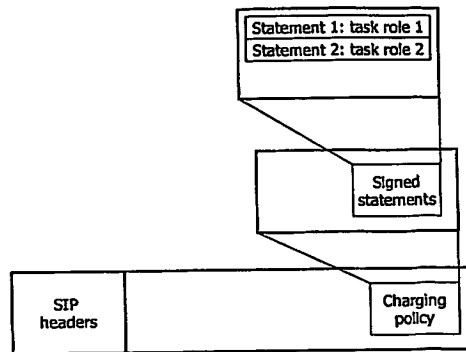 Statement 1: task role 1
Statement 2: task role 2
Signed
statements
SIP
headers
Charging
policy